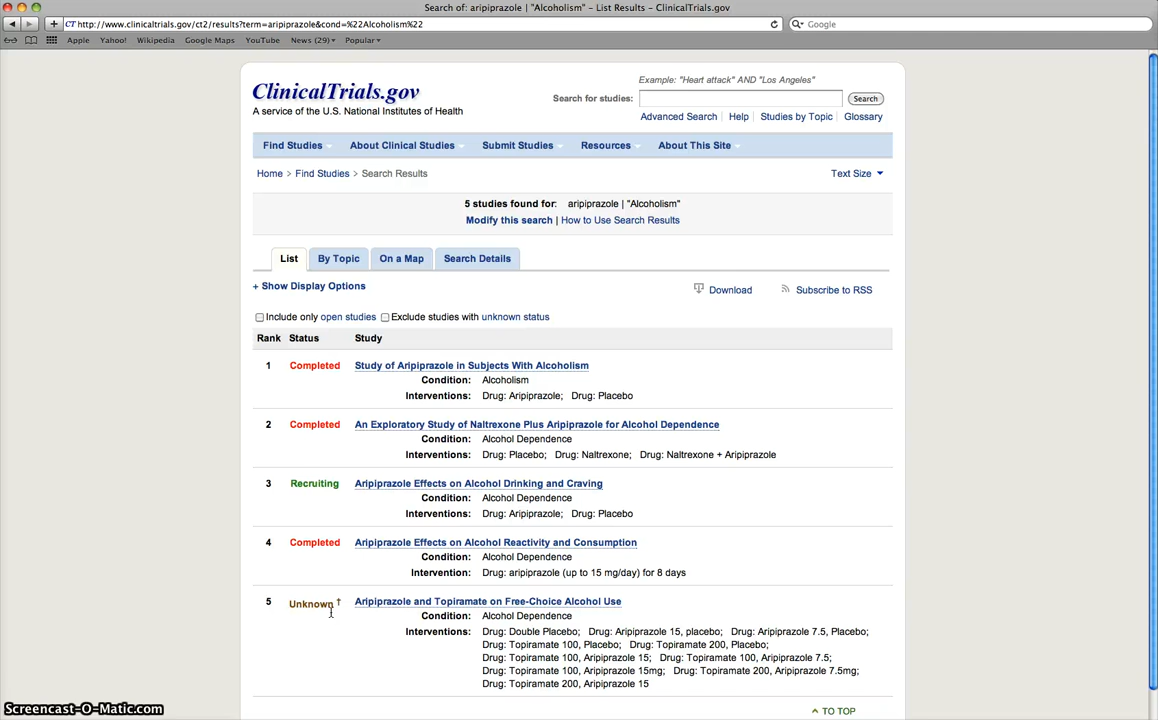 Search of: aripiprazole | "Alcoholism" – List Results – ClinicalTrials.gov
CT http://www.clinicaltrials.gov/ct2/results?term=aripiprazole&cond=%22Alcoholism%22
Google
Apple Yahoo! Wikipedia Google Maps YouTube News (29) Popular
Example: "Heart attack" AND "Los Angeles"
ClinicalTrials.gov
Search for studies: Search
A service of the U.S. National Institutes of Health
Advanced Search Help Studies by Topic Glossary
Find Studies About Clinical Studies Submit Studies Resources About This Site
Home > Find Studies > Search Results Text Size
5 studies found for: aripiprazole | "Alcoholism"
Modify this search | How to Use Search Results
List By Topic On a Map Search Details
+ Show Display Options Download Subscribe to RSS
Include only open studies Exclude studies with unknown status
Rank Status Study
1 Completed Study of Aripiprazole in Subjects With Alcoholism
Condition: Alcoholism
Interventions: Drug: Aripiprazole; Drug: Placebo
2 Completed An Exploratory Study of Naltrexone Plus Aripiprazole for Alcohol Dependence
Condition: Alcohol Dependence
Interventions: Drug: Placebo; Drug: Naltrexone; Drug: Naltrexone + Aripiprazole
3 Recruiting Aripiprazole Effects on Alcohol Drinking and Craving
Condition: Alcohol Dependence
Interventions: Drug: Aripiprazole; Drug: Placebo
4 Completed Aripiprazole Effects on Alcohol Reactivity and Consumption
Condition: Alcohol Dependence
Intervention: Drug: aripiprazole (up to 15 mg/day) for 8 days
5 Unknown † Aripiprazole and Topiramate on Free-Choice Alcohol Use
Condition: Alcohol Dependence
Interventions: Drug: Double Placebo; Drug: Aripiprazole 15, placebo; Drug: Aripiprazole 7.5, Placebo;
Drug: Topiramate 100, Placebo; Drug: Topiramate 200, Placebo;
Drug: Topiramate 100, Aripiprazole 15; Drug: Topiramate 100, Aripiprazole 7.5;
Drug: Topiramate 100, Aripiprazole 15mg; Drug: Topiramate 200, Aripiprazole 7.5mg;
Drug: Topiramate 200, Aripiprazole 15
TO TOP
Screencast-O-Matic.com